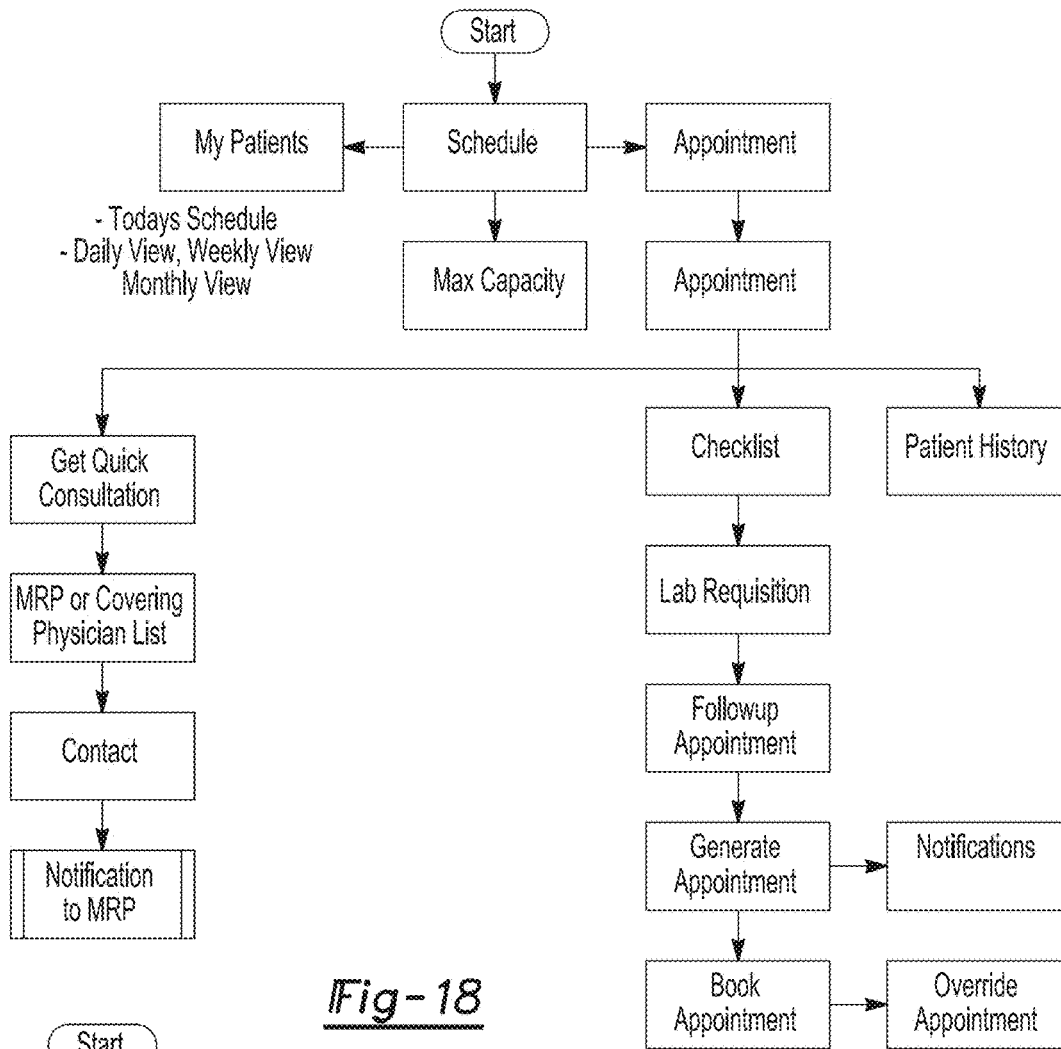 Start
My Patients
Schedule
Appointment
- Todays Schedule
- Daily View, Weekly View
Monthly View
Max Capacity
Appointment
Get Quick
Consultation
Checklist
Patient History
MRP or Covering
Physician List
Lab Requisition
Contact
Followup
Appointment
Notification
to MRP
Generate
Appointment
Notifications
Book
Appointment
Override
Appointment
Fig-18
Start